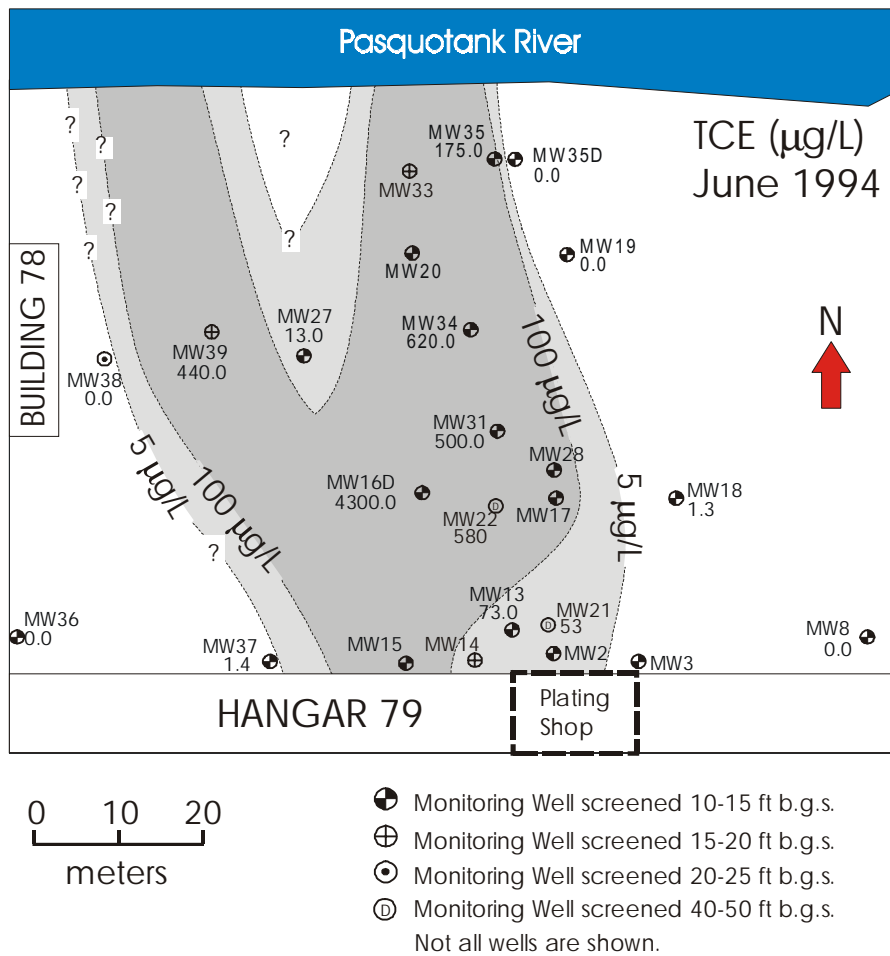 Pasquotank River
TCE (μg/L)
June 1994
?
?
?
?
?
?
?
?
MW35
175.0
MW35D
0.0
MW33
MW20
MW19
0.0
BUILDING 78
MW38
0.0
MW39
440.0
MW27
13.0
MW34
620.0
100 μg/L
N
MW31
500.0
MW28
MW16D
4300.0
MW22
580
D
MW17
MW18
1.3
5 μg/L
5 μg/L
100 μg/L
MW36
0.0
MW37
1.4
MW15
MW14
MW13
73.0
D
MW21
53
MW2
MW3
MW8
0.0
HANGAR 79
Plating
Shop
0 10 20
meters
Monitoring Well screened 10-15 ft b.g.s.
Monitoring Well screened 15-20 ft b.g.s.
Monitoring Well screened 20-25 ft b.g.s.
D Monitoring Well screened 40-50 ft b.g.s.
Not all wells are shown.